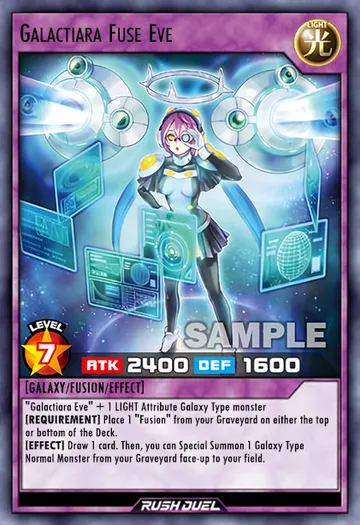 GALACTIARA FUSE EVE
LIGHT
光
SAMPLE
LEVEL
7
ATK 2400 DEF 1600
[GALAXY/FUSION/EFFECT]
"Galactiara Eve" + 1 LIGHT Attribute Galaxy Type monster
[REQUIREMENT] Place 1 "Fusion" from your Graveyard on either the top
or bottom of the Deck.
[EFFECT] Draw 1 card. Then, you can Special Summon 1 Galaxy Type
Normal Monster from your Graveyard face-up to your field.
RUSH DUEL